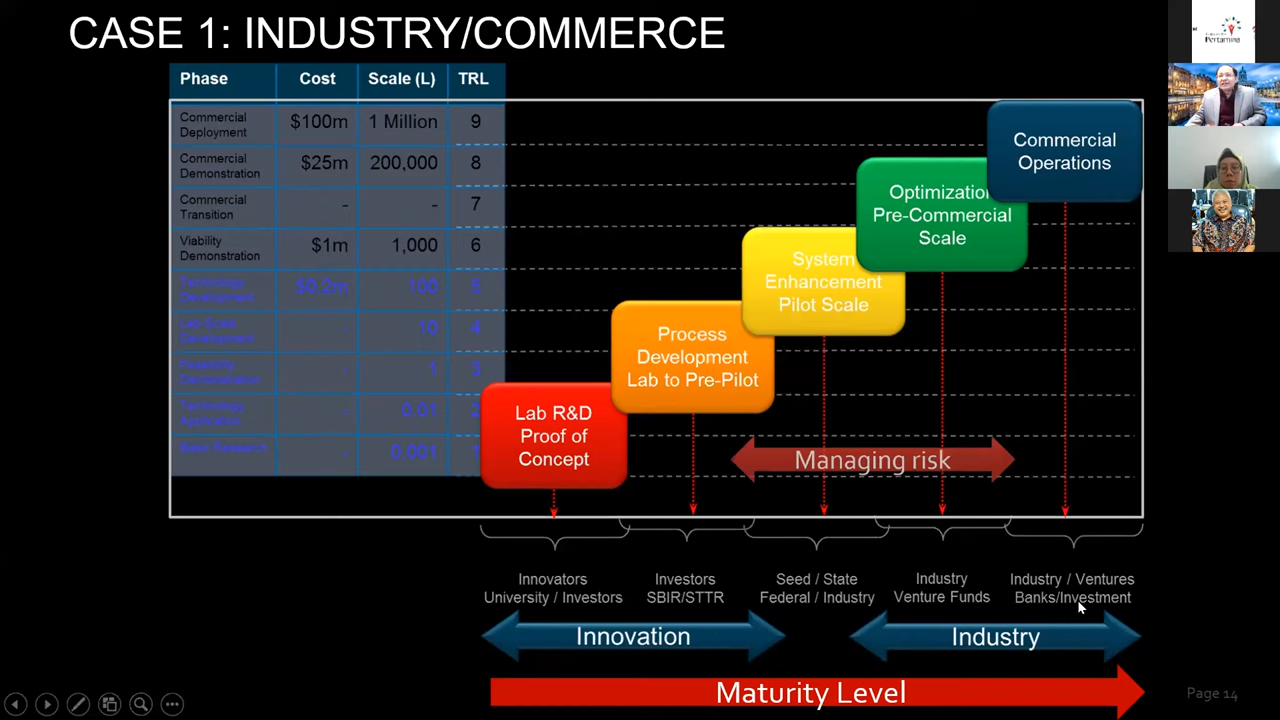 CASE 1: INDUSTRY/COMMERCE
Phase Cost Scale (L) TRL
Commercial
Deployment
$100m 1 Million 9
Commercial
Demonstration
$25m 200,000 8
Commercial
Transition
- - 7
Viability
Demonstration
$1m 1,000 6
Technology
Development
$0.2m 100 5
Lab-Scale
Development
- 10 4
Feasibility
Demonstration
- 1 3
Technology
Application
- 0.01 2
Basic Research
- 0.001 1
Commercial
Operations
Optimization
Pre-Commercial
Scale
System
Enhancement
Pilot Scale
Process
Development
Lab to Pre-Pilot
Lab R&D
Proof of
Concept
Managing risk
Innovators
University / Investors
Investors
SBIR/STTR
Seed / State
Federal / Industry
Industry
Venture Funds
Industry / Ventures
Banks/Investment
Innovation
Industry
Maturity Level
Page 14
Pertamina